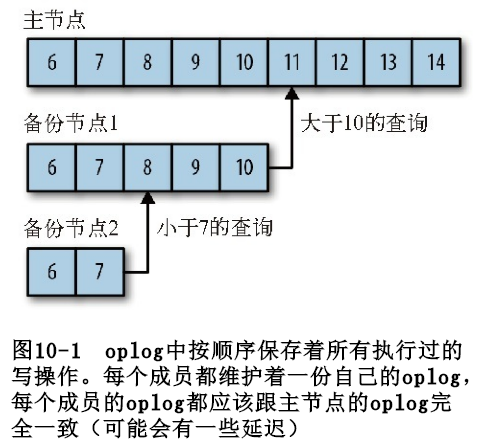 主节点
6 7 8 9 10 11 12 13 14
备份节点1
大于10的查询
6 7 8 9 10
备份节点2
小于7的查询
6 7
图10-1 oplog中按顺序保存着所有执行过的
写操作。每个成员都维护着一份自己的oplog，
每个成员的oplog都应该跟主节点的oplog完
全一致（可能会有一些延迟）